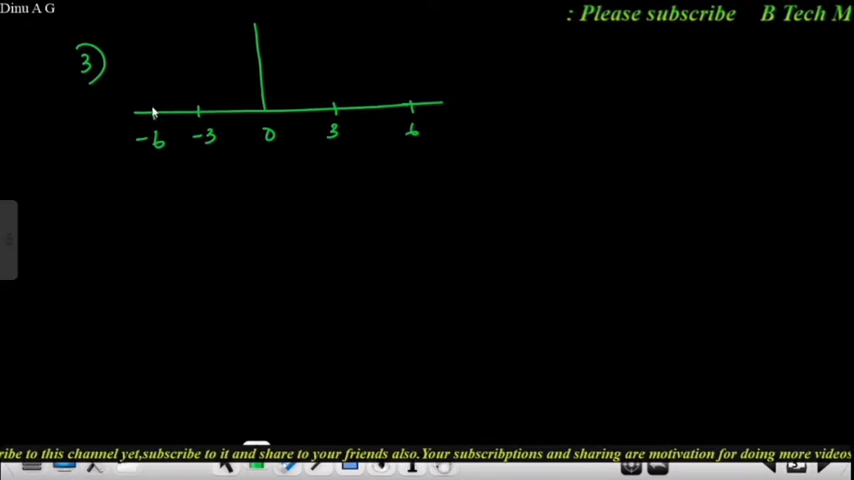 Dinu A G
: Please subscribe B Tech M
3)
-6 -3 0 3 6
ribe to this channel yet,subscribe to it and share to your friends also.Your subscribptions and sharing are motivation for doing more videos